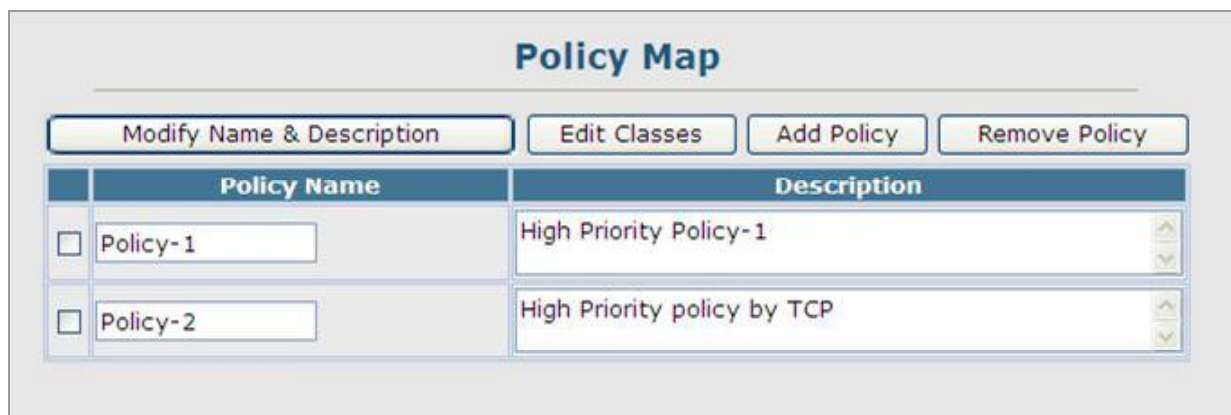 Policy Map
Modify Name & Description Edit Classes Add Policy Remove Policy
Policy Name Description
Policy-1 High Priority Policy-1
Policy-2 High Priority policy by TCP